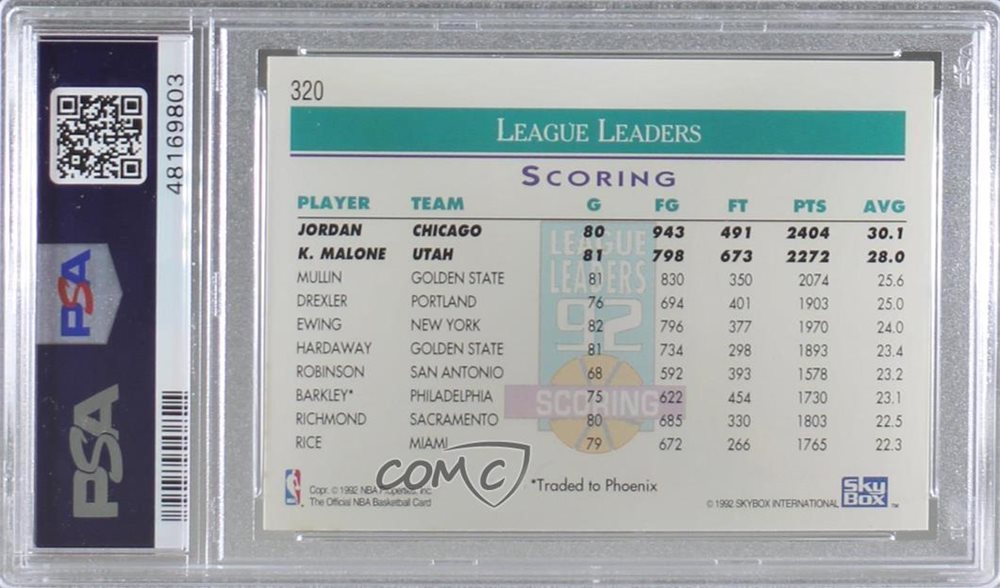 320
LEAGUE LEADERS
SCORING
PLAYER TEAM G FG FT PTS AVG
JORDAN CHICAGO 80 943 491 2404 30.1
K. MALONE UTAH 81 798 673 2272 28.0
MULLIN GOLDEN STATE 81 830 350 2074 25.6
DREXLER PORTLAND 76 694 401 1903 25.0
EWING NEW YORK 82 796 377 1970 24.0
HARDAWAY GOLDEN STATE 81 734 298 1893 23.4
ROBINSON SAN ANTONIO 68 592 393 1578 23.2
BARKLEY* PHILADELPHIA 75 622 454 1730 23.1
RICHMOND SACRAMENTO 80 685 330 1803 22.5
RICE MIAMI 79 672 266 1765 22.3
LEAGUE
LEADERS
92
SCORING
*Traded to Phoenix
Copr. © 1992 NBA Properties, Inc.
The Official NBA Basketball Card
© 1992 SKYBOX INTERNATIONAL
Sky
Box TM
COMC
PSA
PSA
48169803